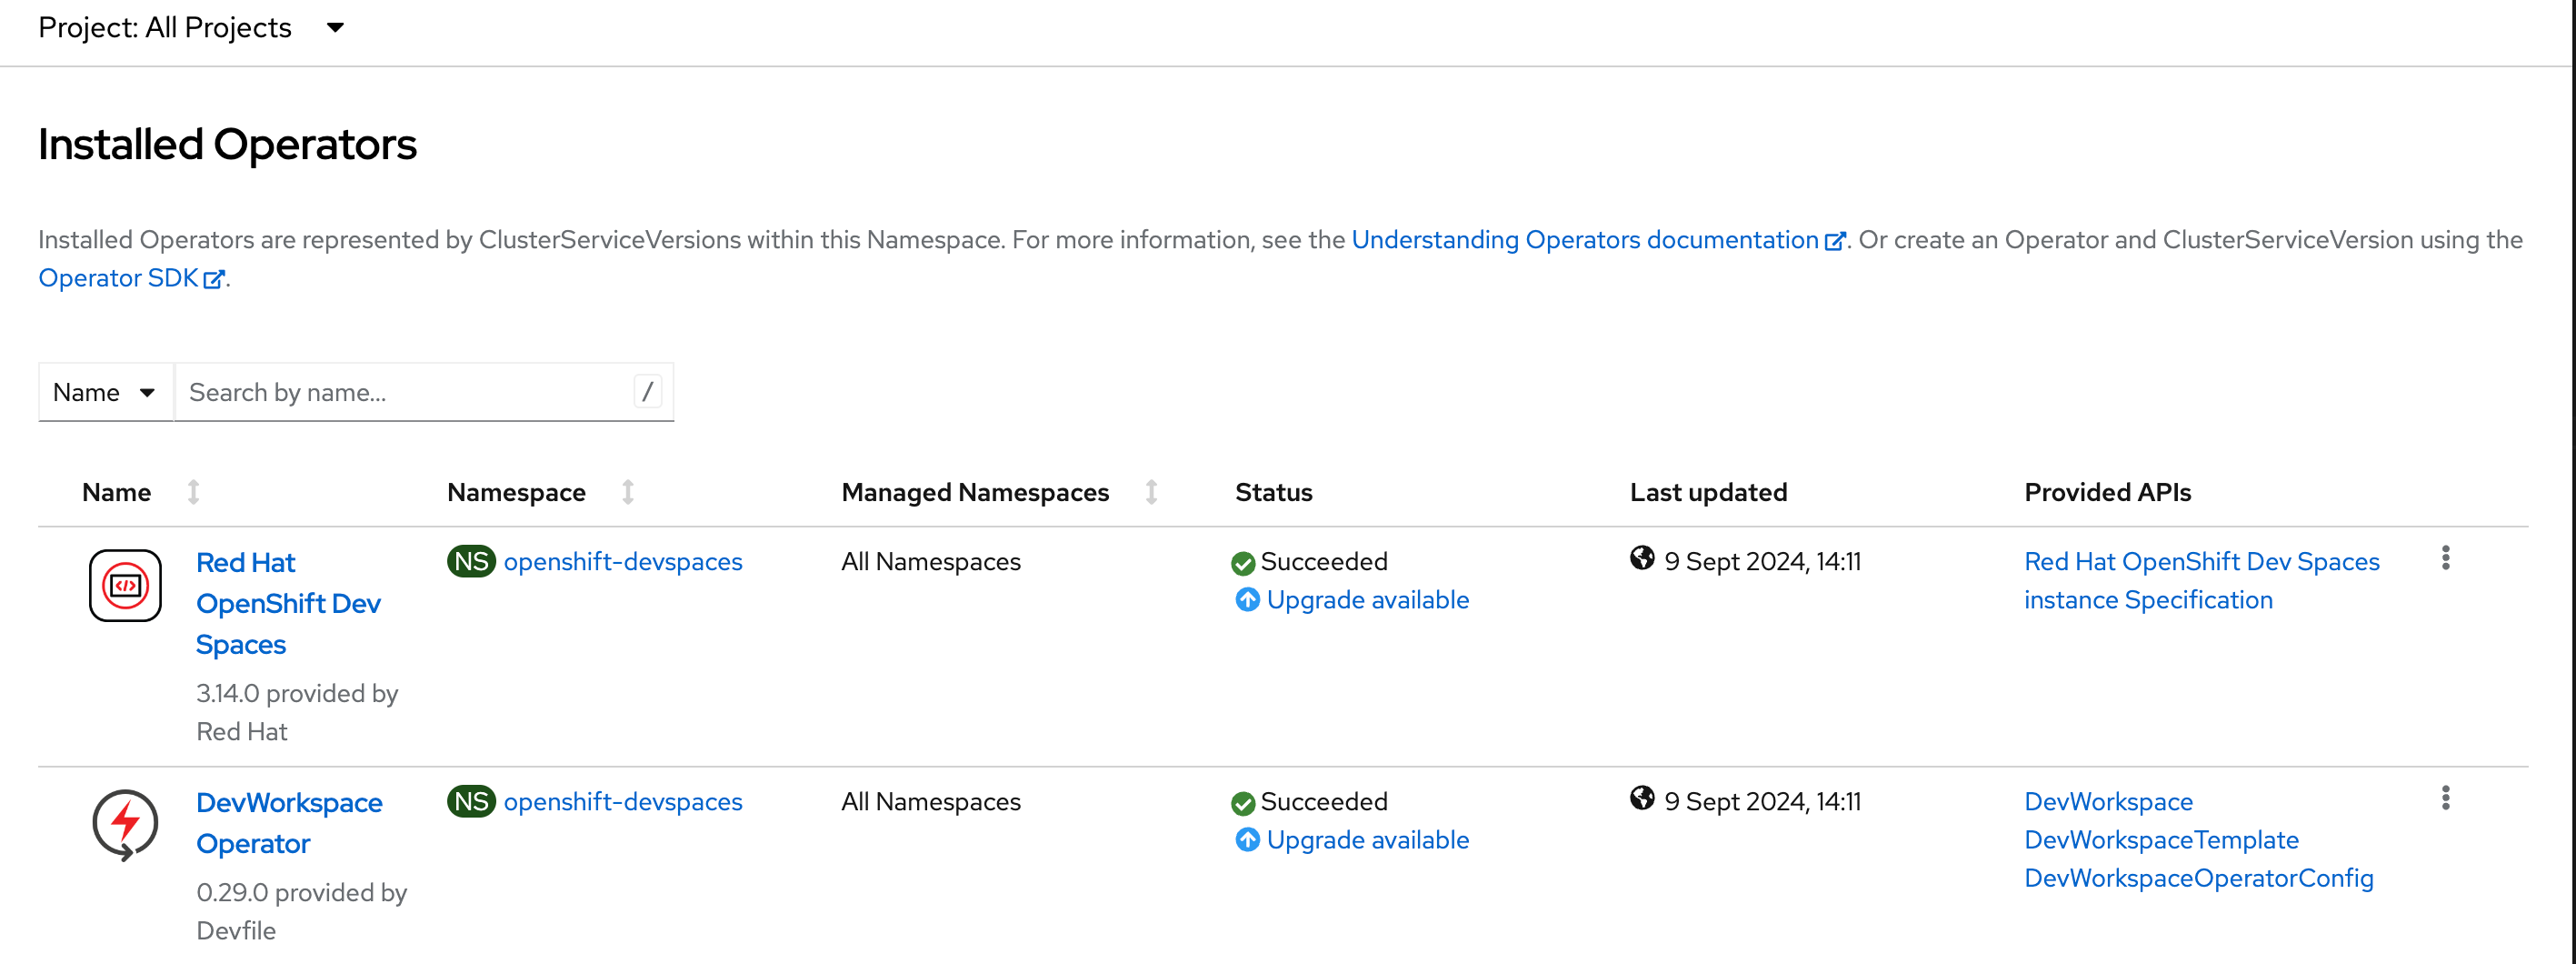 Project: All Projects
Installed Operators
Installed Operators are represented by ClusterServiceVersions within this Namespace. For more information, see the Understanding Operators documentation. Or create an Operator and ClusterServiceVersion using the
Operator SDK.
Name Search by name... /
Name Namespace Managed Namespaces Status Last updated Provided APIs
Red Hat OpenShift Dev Spaces
3.14.0 provided by Red Hat
NS openshift-devspaces
All Namespaces
Succeeded
Upgrade available
9 Sept 2024, 14:11
Red Hat OpenShift Dev Spaces
instance Specification
DevWorkspace
Operator
0.29.0 provided by
Devfile
NS openshift-devspaces
All Namespaces
Succeeded
Upgrade available
9 Sept 2024, 14:11
DevWorkspace
DevWorkspaceTemplate
DevWorkspaceOperatorConfig